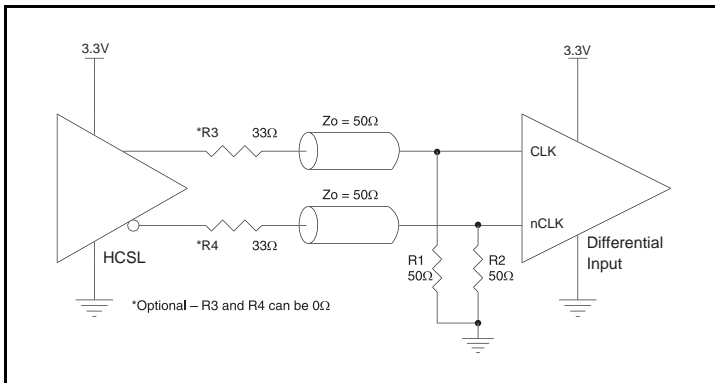 3.3V
3.3V
*R3
33Ω
Zo = 50Ω
CLK
Zo = 50Ω
nCLK
HCSL
*R4
33Ω
R1
50Ω
R2
50Ω
Differential
Input
*Optional – R3 and R4 can be 0Ω